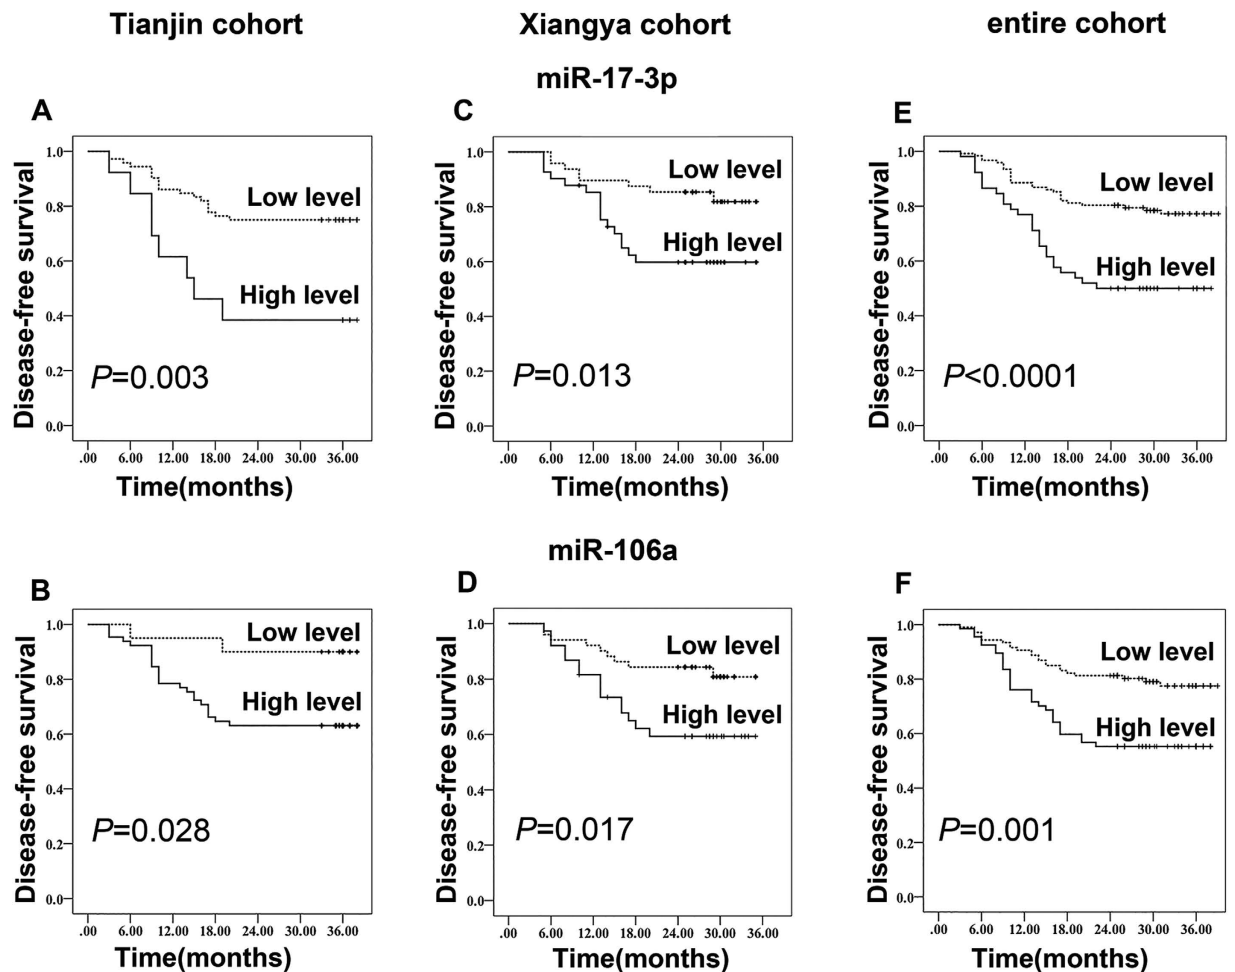 Tianjin cohort
Xiangya cohort
entire cohort
miR-17-3p
A
Disease-free survival
1.0
0.8
0.6
0.4
0.2
0.0
Low level
High level
P=0.003
.00 6.00 12.00 18.00 24.00 30.00 36.00
Time(months)
C
Disease-free survival
1.0
0.8
0.6
0.4
0.2
0.0
Low level
High level
P=0.013
.00 6.00 12.00 18.00 24.00 30.00 36.00
Time(months)
E
Disease-free survival
1.0
0.8
0.6
0.4
0.2
0.0
Low level
High level
P<0.0001
.00 6.00 12.00 18.00 24.00 30.00 36.00
Time(months)
miR-106a
B
Disease-free survival
1.0
0.8
0.6
0.4
0.2
0.0
Low level
High level
P=0.028
.00 6.00 12.00 18.00 24.00 30.00 36.00
Time(months)
D
Disease-free survival
1.0
0.8
0.6
0.4
0.2
0.0
Low level
High level
P=0.017
.00 6.00 12.00 18.00 24.00 30.00 36.00
Time(months)
F
Disease-free survival
1.0
0.8
0.6
0.4
0.2
0.0
Low level
High level
P=0.001
.00 6.00 12.00 18.00 24.00 30.00 36.00
Time(months)